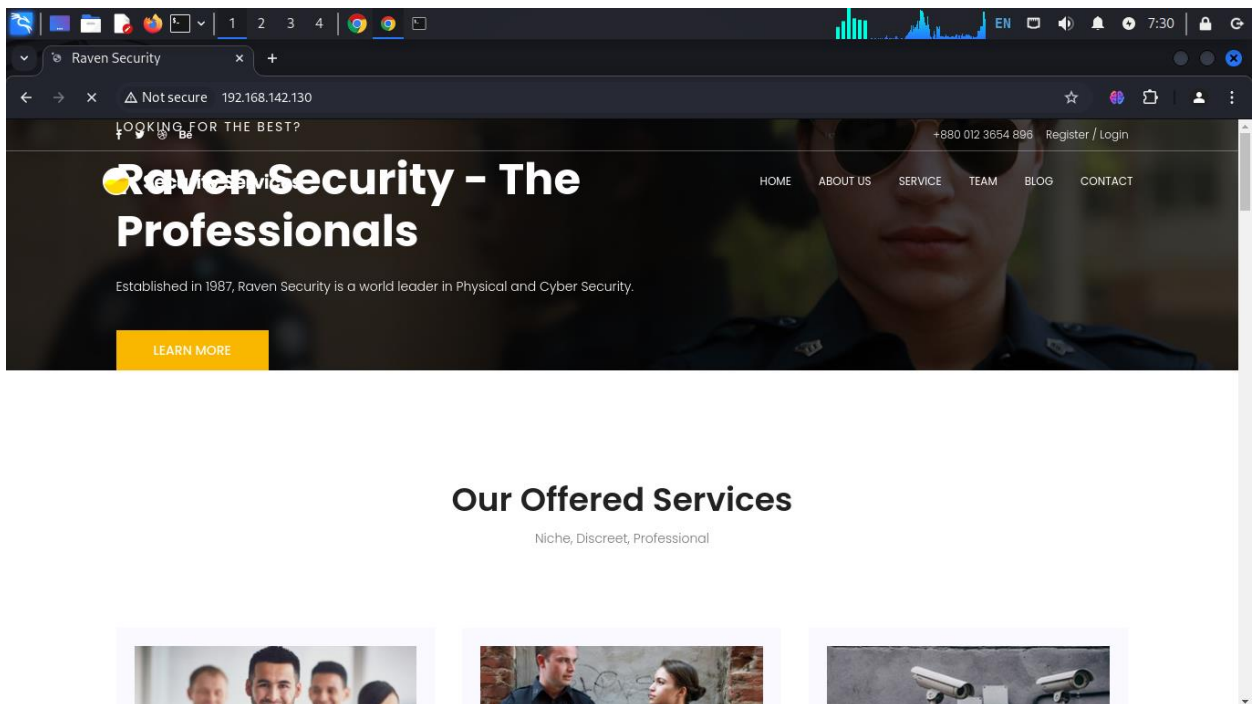 1 2 3 4 EN 7:30
Raven Security
Not secure 192.168.142.130
LOOKING FOR THE BEST?
Bē +880 012 3654 896 Register / Login
Raven Security - The
Security Services HOME ABOUT US SERVICE TEAM BLOG CONTACT
Professionals
Established in 1987, Raven Security is a world leader in Physical and Cyber Security.
LEARN MORE
Our Offered Services
Niche, Discreet, Professional